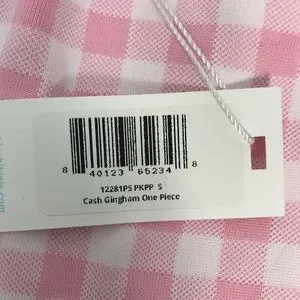 8 40123 65234 8
12281PS PKPP S
Cash Gingham One Piece